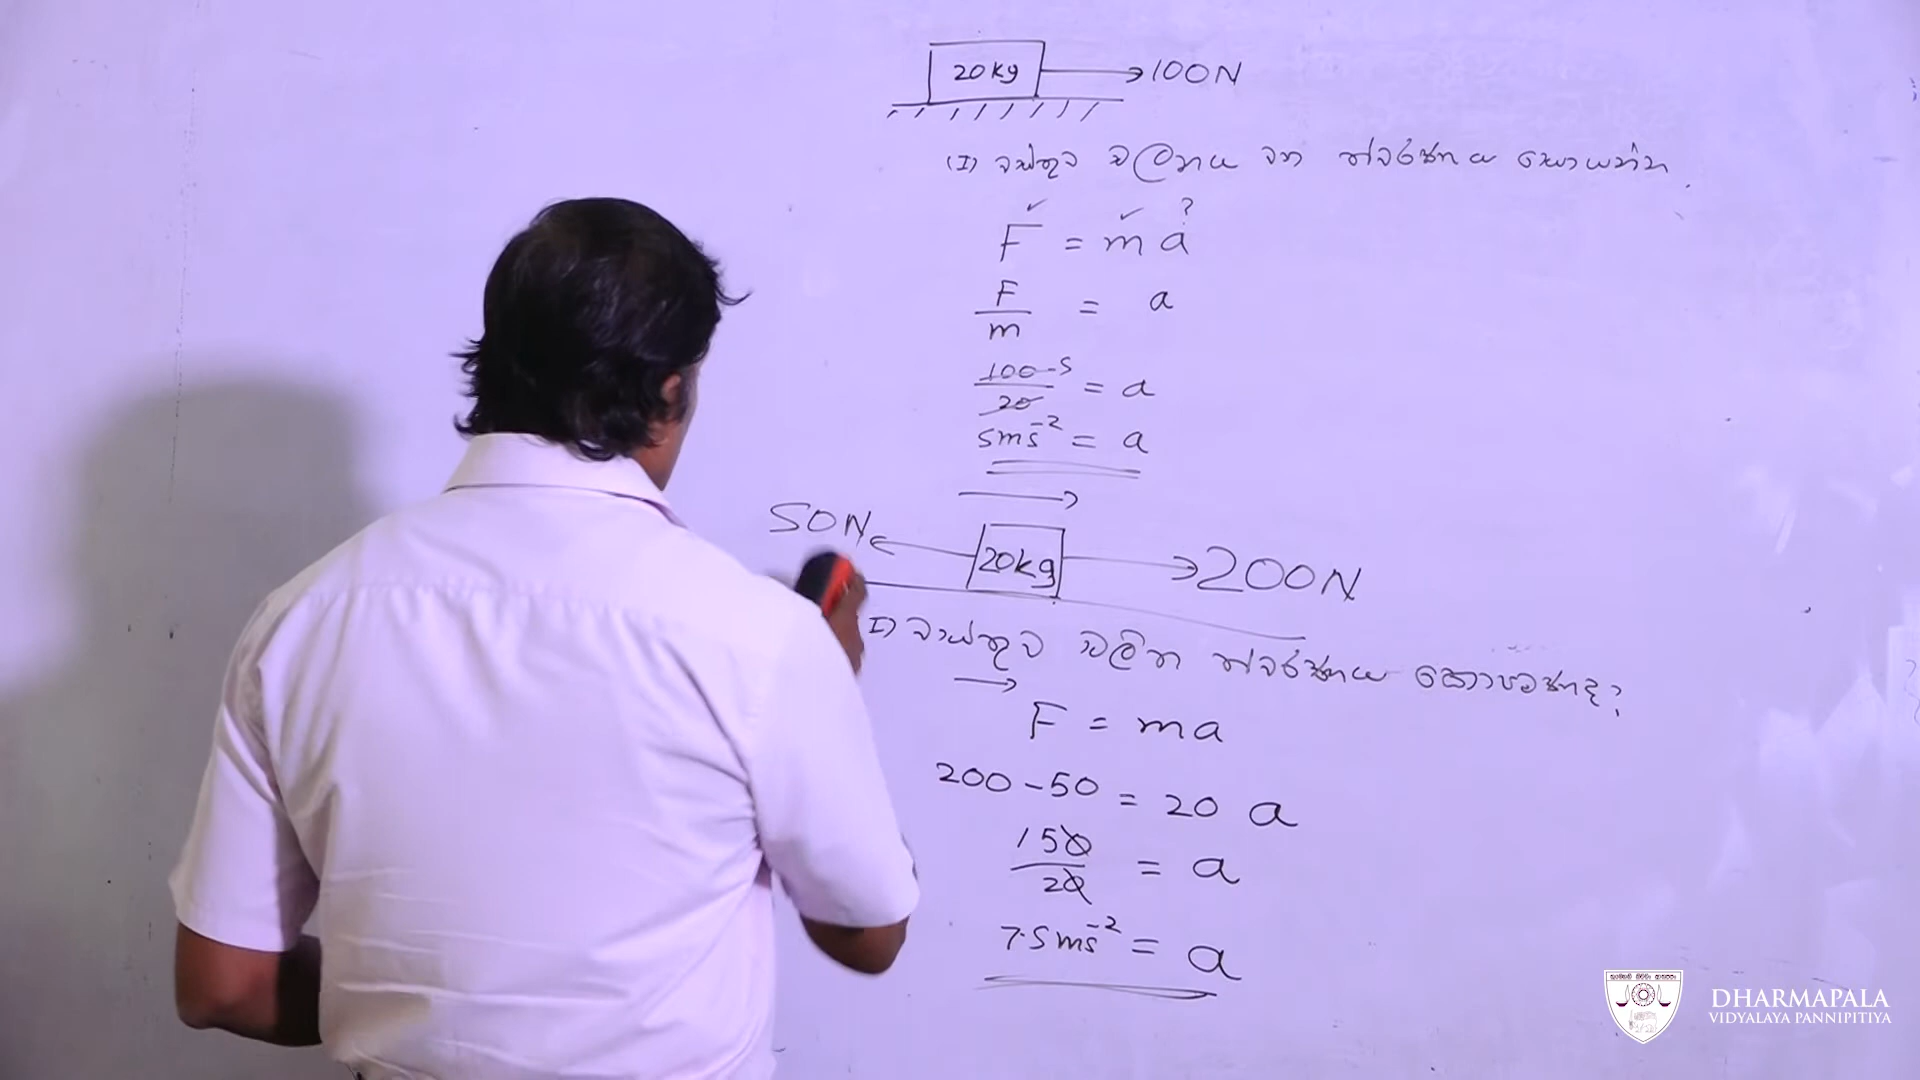 20kg 100N
(I) වස්තුව චලනය වන ත්වරණය සොයන්න.
F = ma ?
F/m = a
100/20 5 = a
5ms⁻² = a
50N 20kg 200N
I) වස්තුව චලිත ත්වරණය කොපමණද?
F = ma
200 - 50 = 20 a
150/20 = a
7.5ms⁻² = a
DHARMAPALA
VIDYALAYA PANNIPITIYA